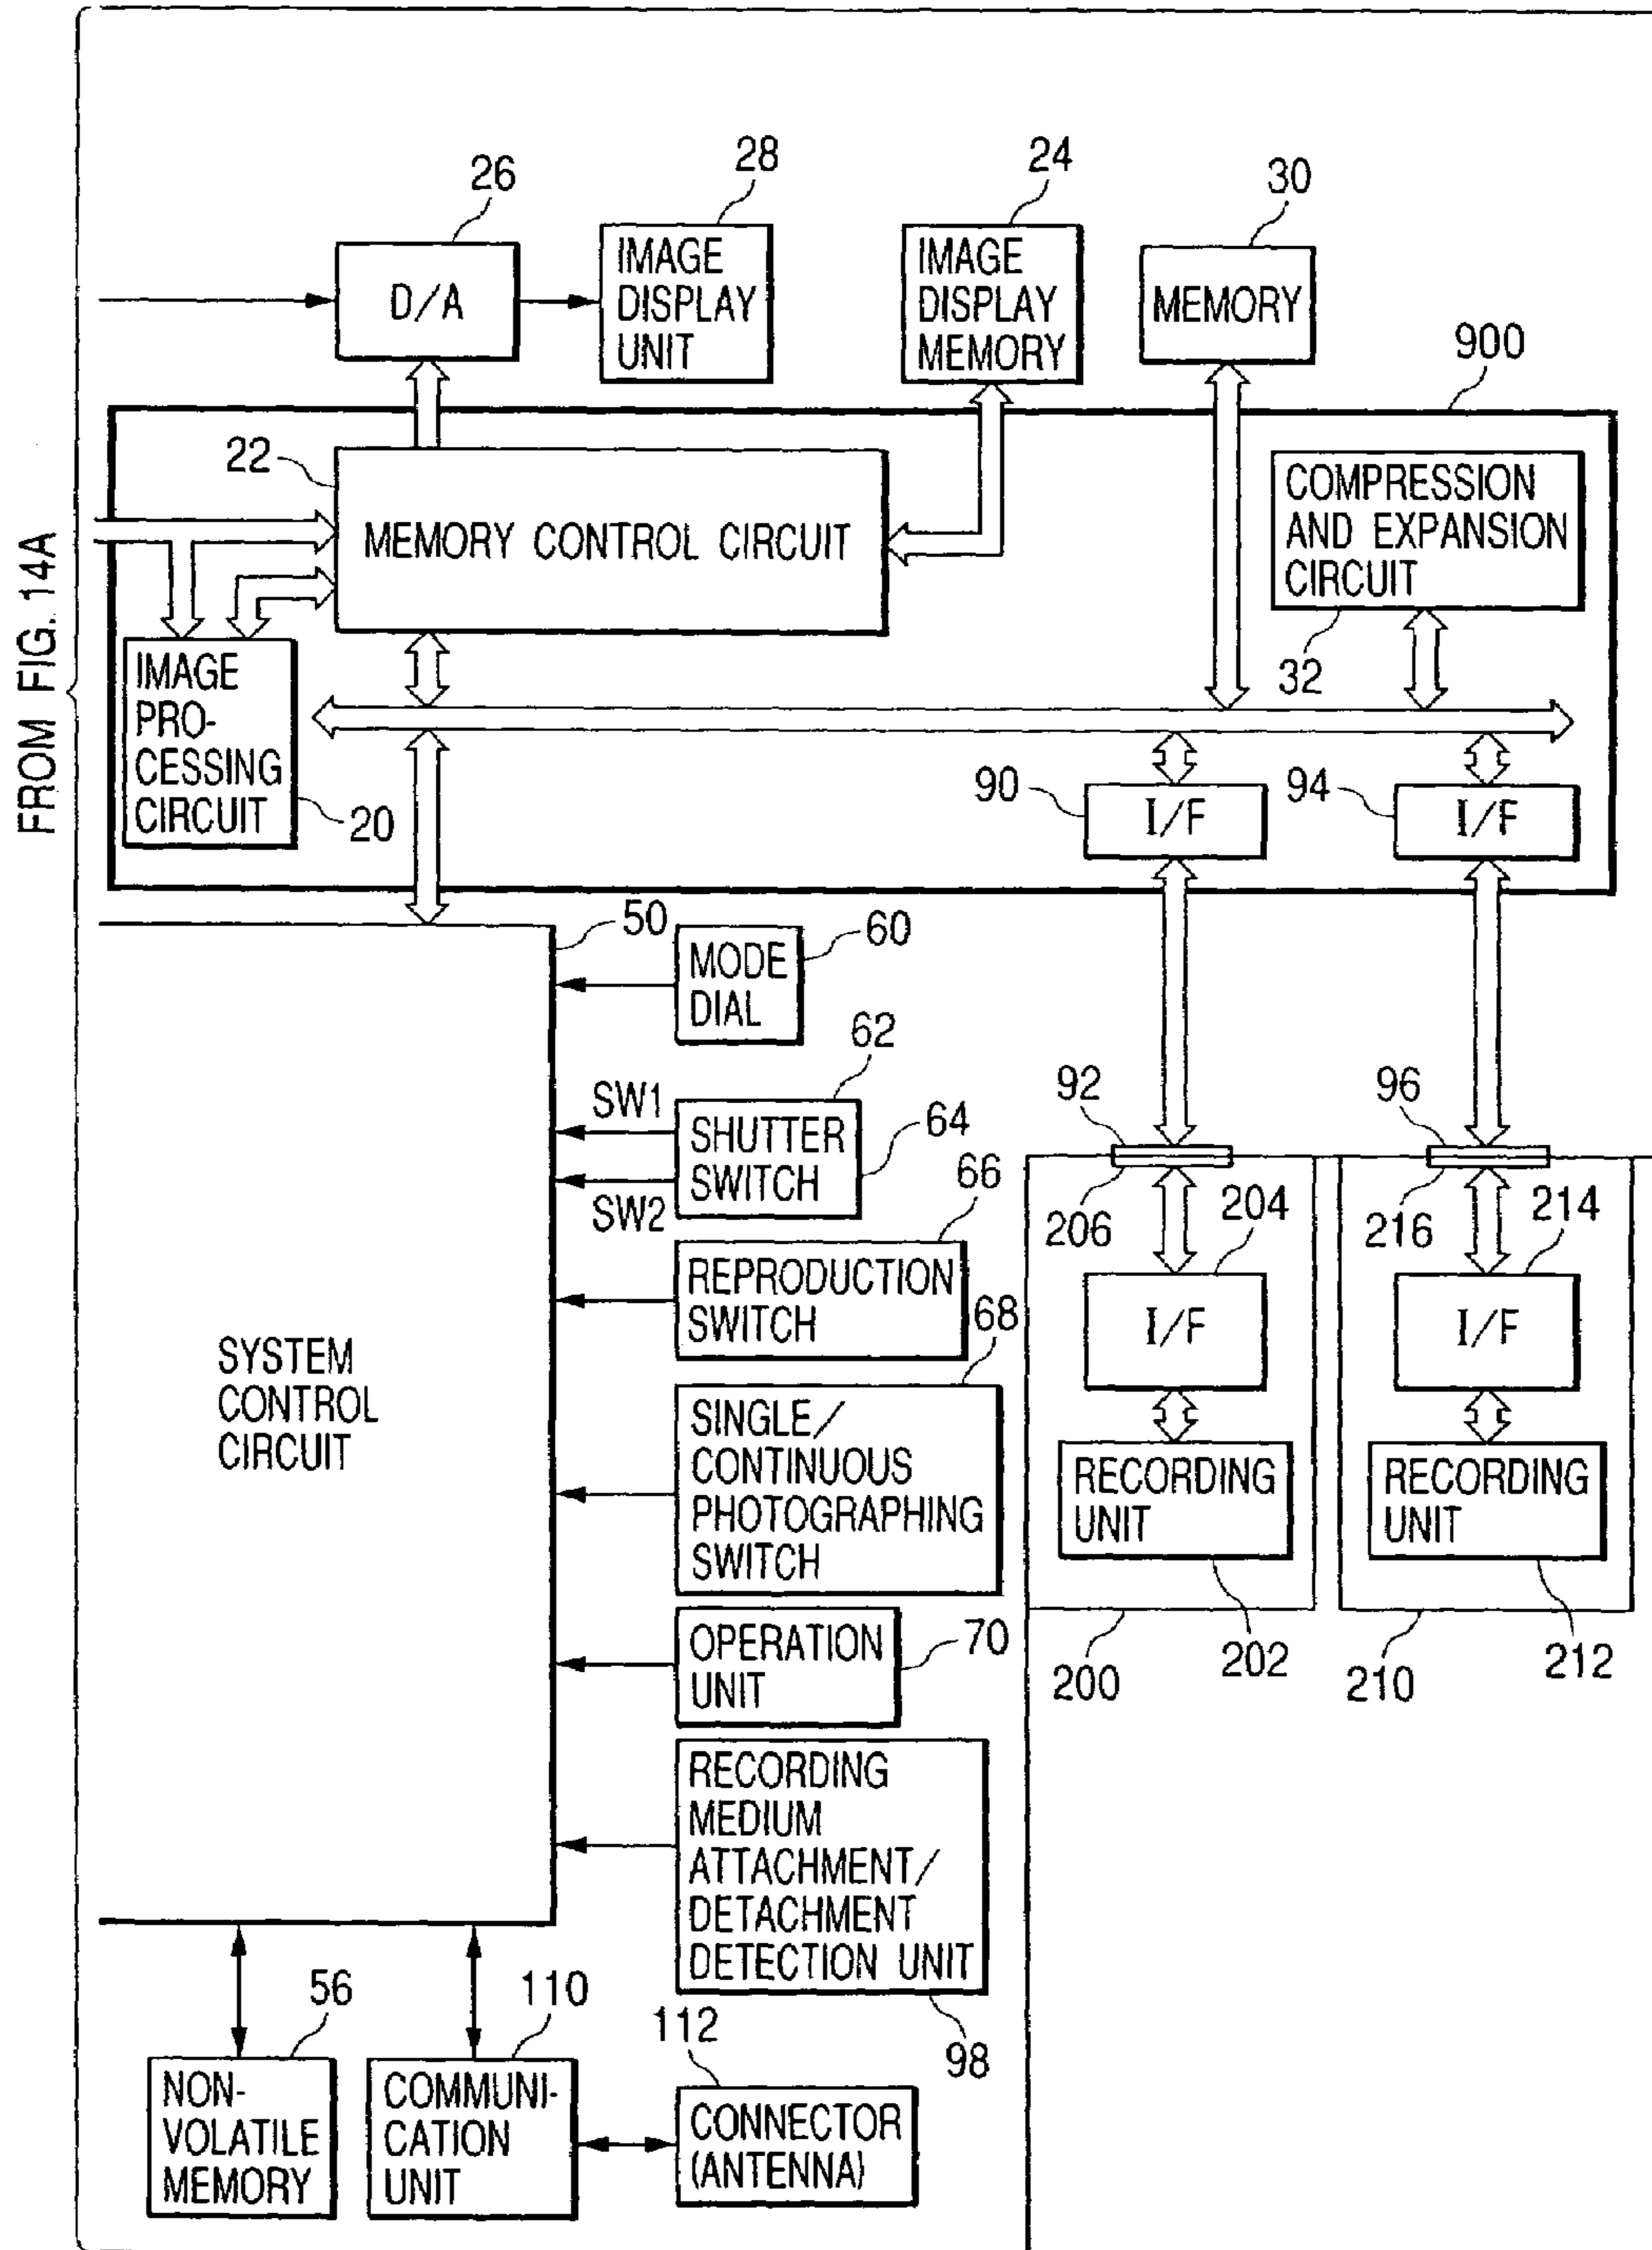 FROM FIG. 14A
26
28
24
30
D/A
IMAGE
DISPLAY
UNIT
IMAGE
DISPLAY
MEMORY
MEMORY
900
22
MEMORY CONTROL CIRCUIT
COMPRESSION
AND EXPANSION
CIRCUIT
32
IMAGE
PRO-
CESSING
CIRCUIT
20
90
I/F
94
I/F
50
SYSTEM
CONTROL
CIRCUIT
60
MODE
DIAL
62
SW1
SHUTTER
SWITCH
64
SW2
66
REPRODUCTION
SWITCH
68
SINGLE/
CONTINUOUS
PHOTOGRAPHING
SWITCH
OPERATION
UNIT
70
RECORDING
MEDIUM
ATTACHMENT/
DETACHMENT
DETECTION UNIT
98
92
96
206
204
216
214
I/F
I/F
RECORDING
UNIT
RECORDING
UNIT
200
202
210
212
56
110
112
NON-
VOLATILE
MEMORY
COMMUNI-
CATION
UNIT
CONNECTOR
(ANTENNA)